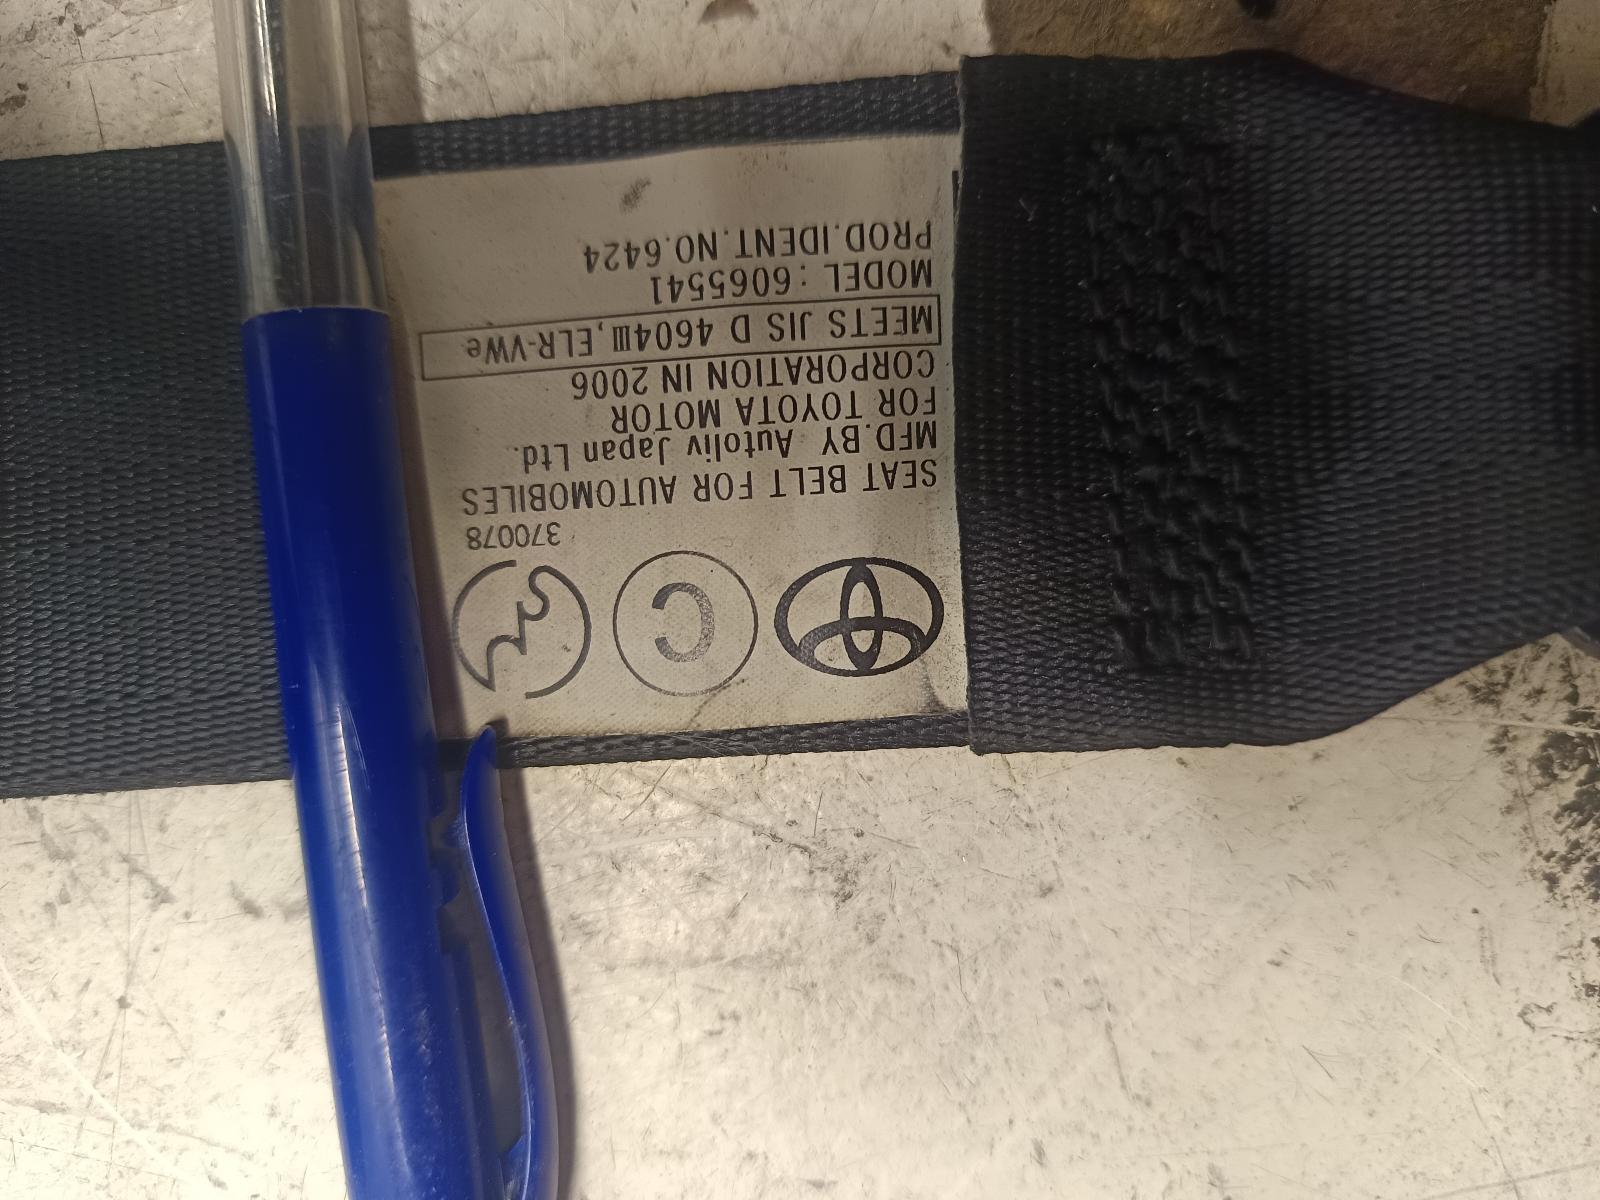 C
370078
SEAT BELT FOR AUTOMOBILES
MFD.BY Autoliv Japan Ltd.
FOR TOYOTA MOTOR
CORPORATION IN 2006
MEETS JIS D 4604Ⅲ,ELR-VWe
MODEL : 6065541
PROD.IDENT.NO.6424